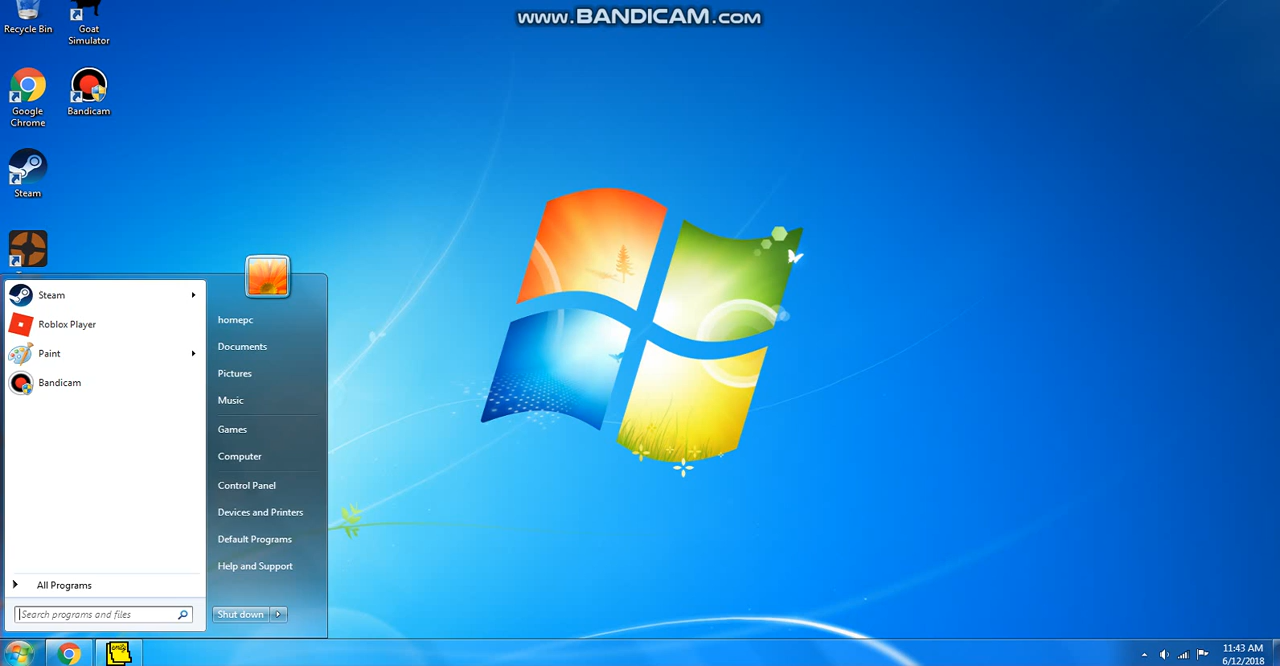 www.BANDICAM.com
Recycle Bin
Goat
Simulator
Google
Chrome
Bandicam
Steam
Steam
Roblox Player
Paint
Bandicam
All Programs
Search programs and files
homepc
Documents
Pictures
Music
Games
Computer
Control Panel
Devices and Printers
Default Programs
Help and Support
Shut down
11:43 AM
6/12/2018